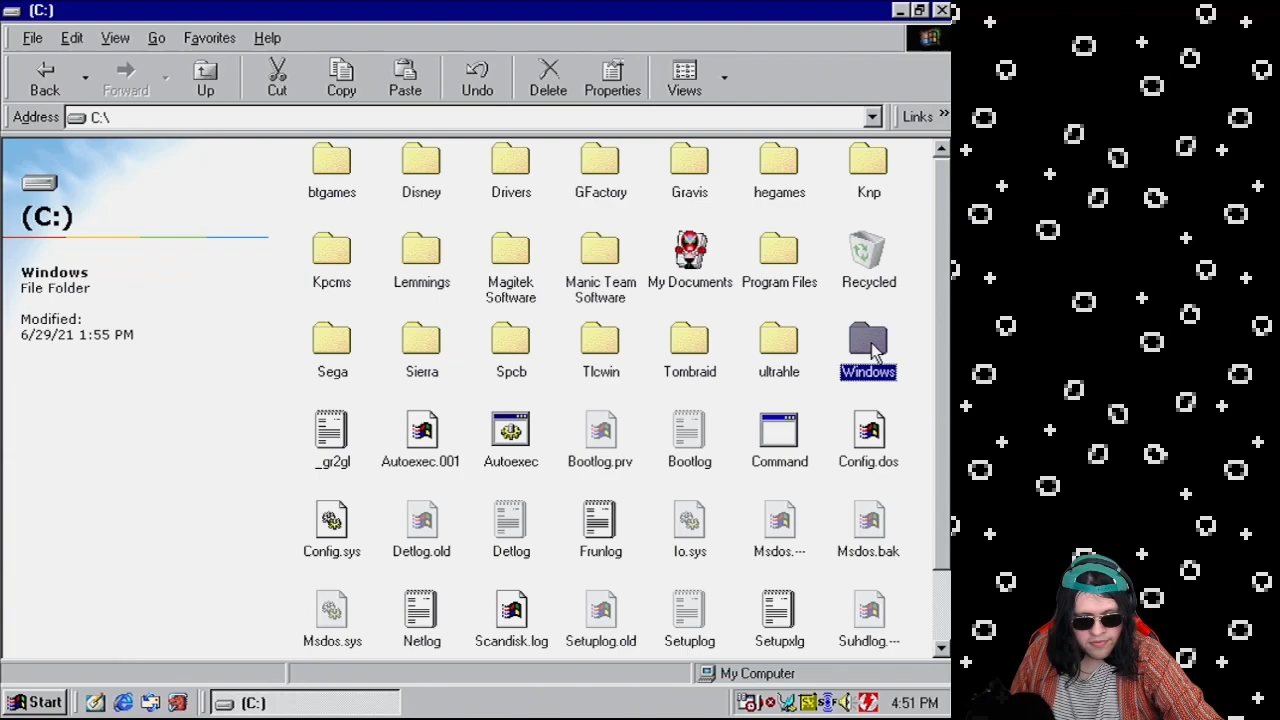 (C:)
File Edit View Go Favorites Help
Back Forward Up Cut Copy Paste Undo Delete Properties Views
Address C:\ Links »
(C:)
Windows
File Folder
Modified:
6/29/21 1:55 PM
btgames Disney Drivers GFactory Gravis hegames Knp
Kpcms Lemmings Magitek Software Manic Team Software My Documents Program Files Recycled
Sega Sierra Spcb Tlcwin Tombraid ultrahle Windows
_gr2gl Autoexec.001 Autoexec Bootlog.prv Bootlog Command Config.dos
Config.sys Detlog.old Detlog Frunlog Io.sys Msdos.--- Msdos.bak
Msdos.sys Netlog Scandisk.log Setuplog.old Setuplog Setupxlg Suhdlog.---
My Computer
Start (C:) 4:51 PM